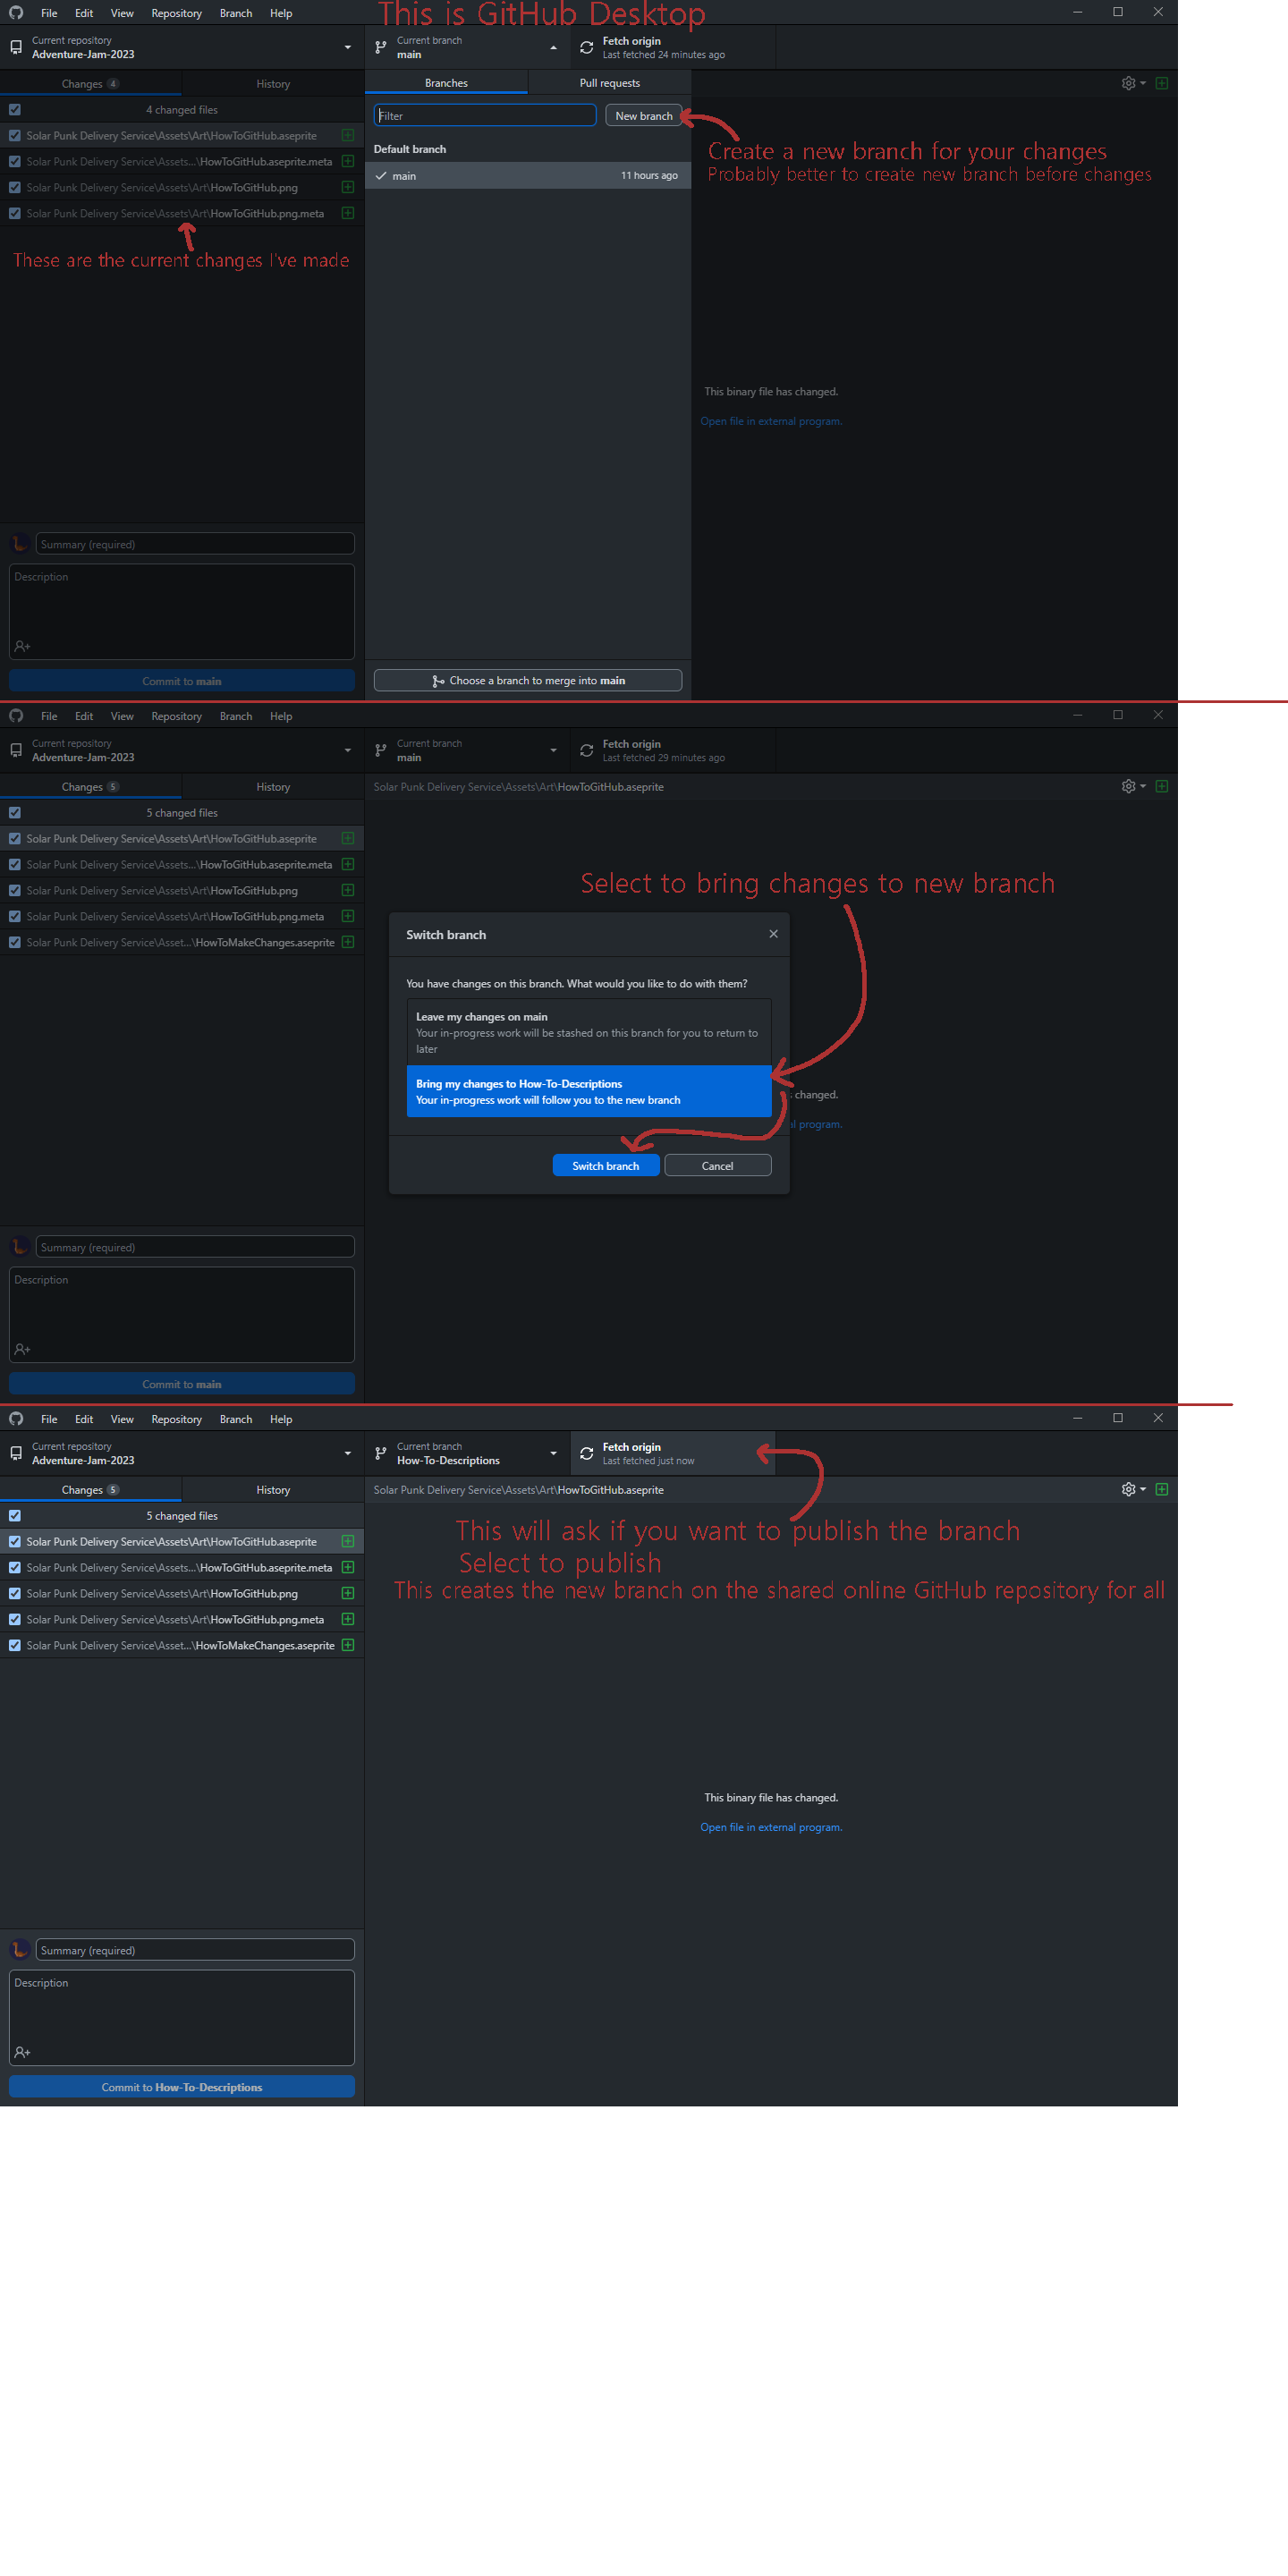 File Edit View Repository Branch Help
This is GitHub Desktop
Current repository
Adventure-Jam-2023
Current branch
main
Fetch origin
Last fetched 24 minutes ago
Changes 4 History
Branches Pull requests
4 changed files
Filter New branch
Solar Punk Delivery Service\Assets\Art\HowToGitHub.aseprite
Solar Punk Delivery Service\Assets...\HowToGitHub.aseprite.meta
Solar Punk Delivery Service\Assets\Art\HowToGitHub.png
Solar Punk Delivery Service\Assets\Art\HowToGitHub.png.meta
Default branch
main 11 hours ago
Create a new branch for your changes
Probably better to create new branch before changes
These are the current changes I've made
This binary file has changed.
Open file in external program.
Summary (required)
Description
Commit to main
Choose a branch to merge into main
File Edit View Repository Branch Help
Current repository
Adventure-Jam-2023
Current branch
main
Fetch origin
Last fetched 29 minutes ago
Changes 5 History
Solar Punk Delivery Service\Assets\Art\HowToGitHub.aseprite
5 changed files
Solar Punk Delivery Service\Assets\Art\HowToGitHub.aseprite
Solar Punk Delivery Service\Assets...\HowToGitHub.aseprite.meta
Solar Punk Delivery Service\Assets\Art\HowToGitHub.png
Solar Punk Delivery Service\Assets\Art\HowToGitHub.png.meta
Solar Punk Delivery Service\Asset...\HowToMakeChanges.aseprite
Select to bring changes to new branch
Switch branch
You have changes on this branch. What would you like to do with them?
Leave my changes on main
Your in-progress work will be stashed on this branch for you to return to
later
Bring my changes to How-To-Descriptions
Your in-progress work will follow you to the new branch
changed.
program.
Switch branch Cancel
Summary (required)
Description
Commit to main
File Edit View Repository Branch Help
Current repository
Adventure-Jam-2023
Current branch
How-To-Descriptions
Fetch origin
Last fetched just now
Changes 5 History
Solar Punk Delivery Service\Assets\Art\HowToGitHub.aseprite
5 changed files
Solar Punk Delivery Service\Assets\Art\HowToGitHub.aseprite
Solar Punk Delivery Service\Assets...\HowToGitHub.aseprite.meta
Solar Punk Delivery Service\Assets\Art\HowToGitHub.png
Solar Punk Delivery Service\Assets\Art\HowToGitHub.png.meta
Solar Punk Delivery Service\Asset...\HowToMakeChanges.aseprite
This will ask if you want to publish the branch
Select to publish
This creates the new branch on the shared online GitHub repository for all
This binary file has changed.
Open file in external program.
Summary (required)
Description
Commit to How-To-Descriptions